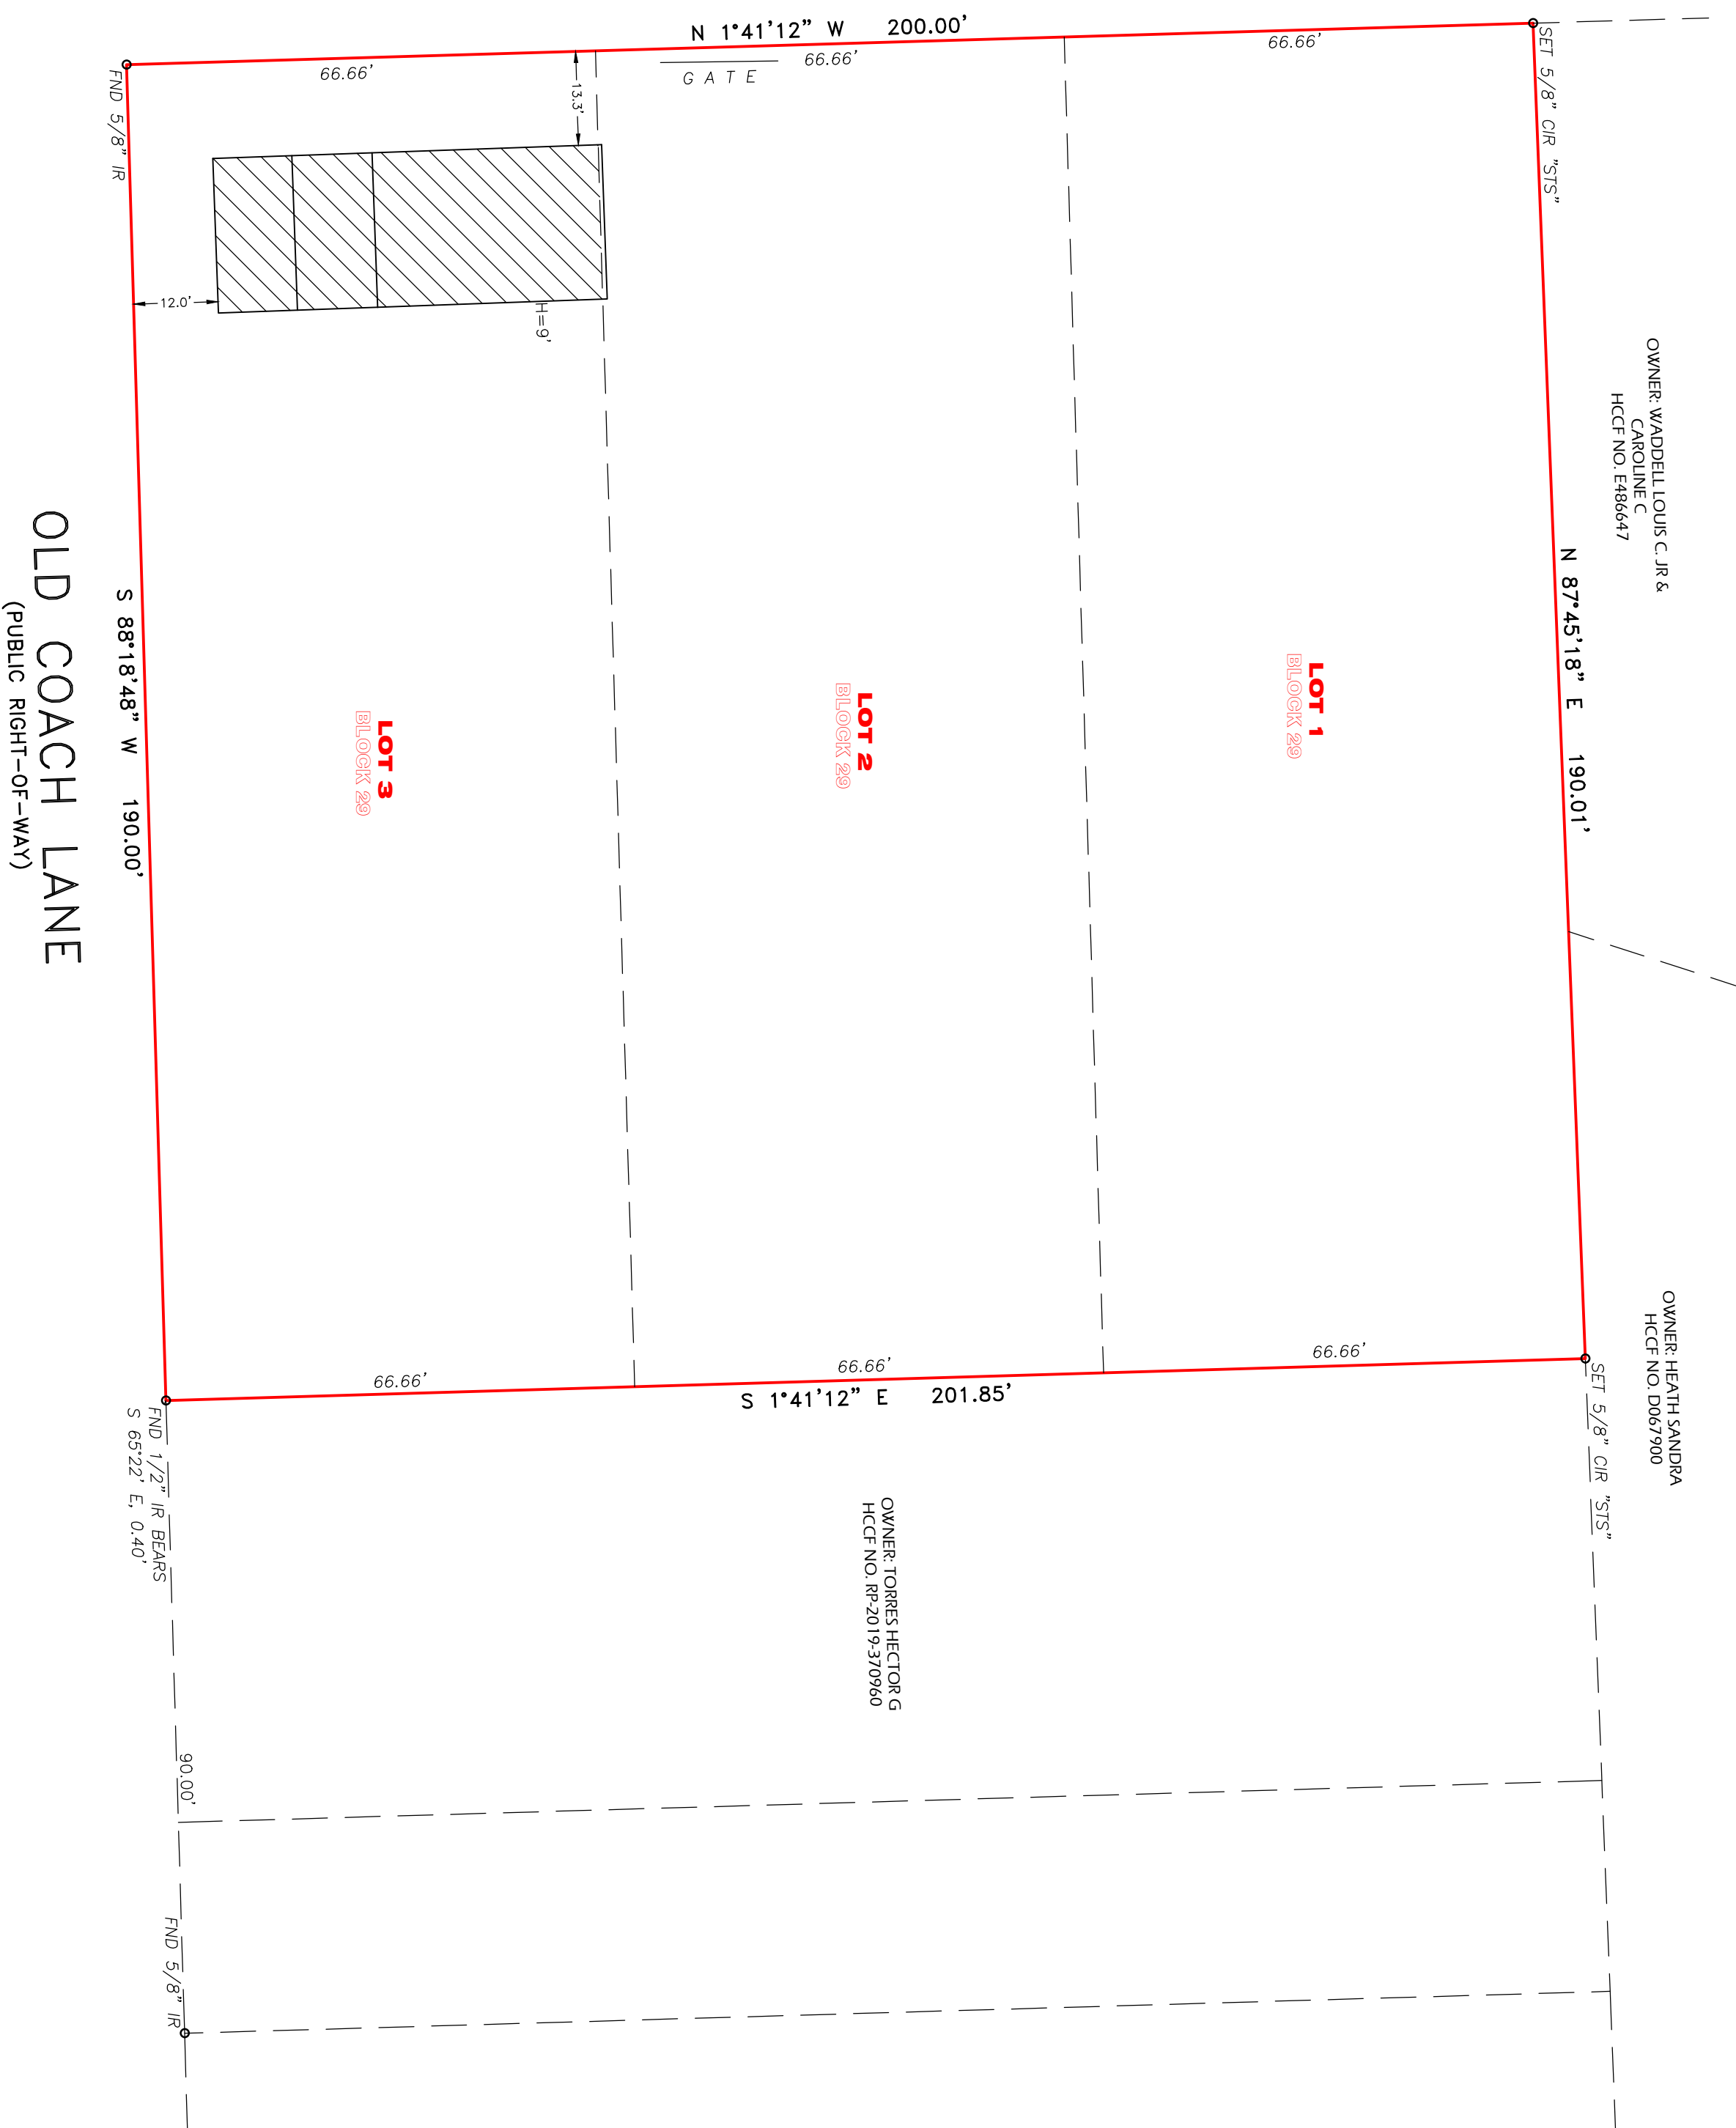 N 1°41'12" W 200.00'
66.66'
66.66'
66.66'
GATE
13.3'
12.0'
H=9'
FND 5/8" IR
SET 5/8" CIR "STS"
OWNER: WADDELL LOUIS C. JR &
CAROLINE C
HCCF NO. E486647
N 87°45'18" E 190.01'
LOT 1
BLOCK 29
LOT 2
BLOCK 29
LOT 3
BLOCK 29
S 88°18'48" W 190.00'
OLD COACH LANE
(PUBLIC RIGHT-OF-WAY)
66.66'
66.66'
66.66'
S 1°41'12" E 201.85'
SET 5/8" CIR "STS"
OWNER: HEATH SANDRA
HCCF NO. D067900
FND 1/2" IR BEARS
S 65°22' E, 0.40'
OWNER: TORRES HECTOR G
HCCF NO. RP-2019-370960
90.00'
FND 5/8" IR